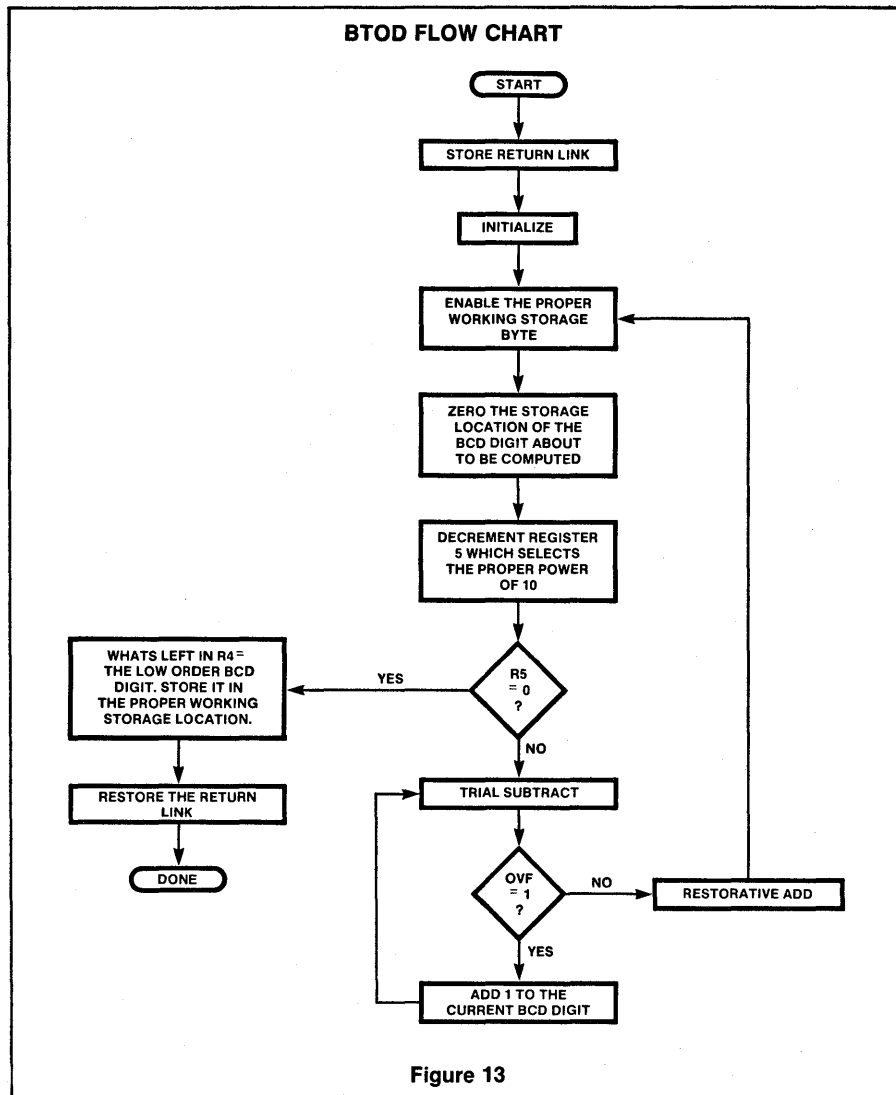 BTOD FLOW CHART
START
STORE RETURN LINK
INITIALIZE
ENABLE THE PROPER
WORKING STORAGE
BYTE
ZERO THE STORAGE
LOCATION OF THE
BCD DIGIT ABOUT
TO BE COMPUTED
DECREMENT REGISTER
5 WHICH SELECTS
THE PROPER POWER
OF 10
R5
= 0
?
YES
WHATS LEFT IN R4 =
THE LOW ORDER BCD
DIGIT. STORE IT IN
THE PROPER WORKING
STORAGE LOCATION.
RESTORE THE RETURN
LINK
DONE
NO
TRIAL SUBTRACT
OVF
= 1
?
NO
RESTORATIVE ADD
YES
ADD 1 TO THE
CURRENT BCD DIGIT
Figure 13